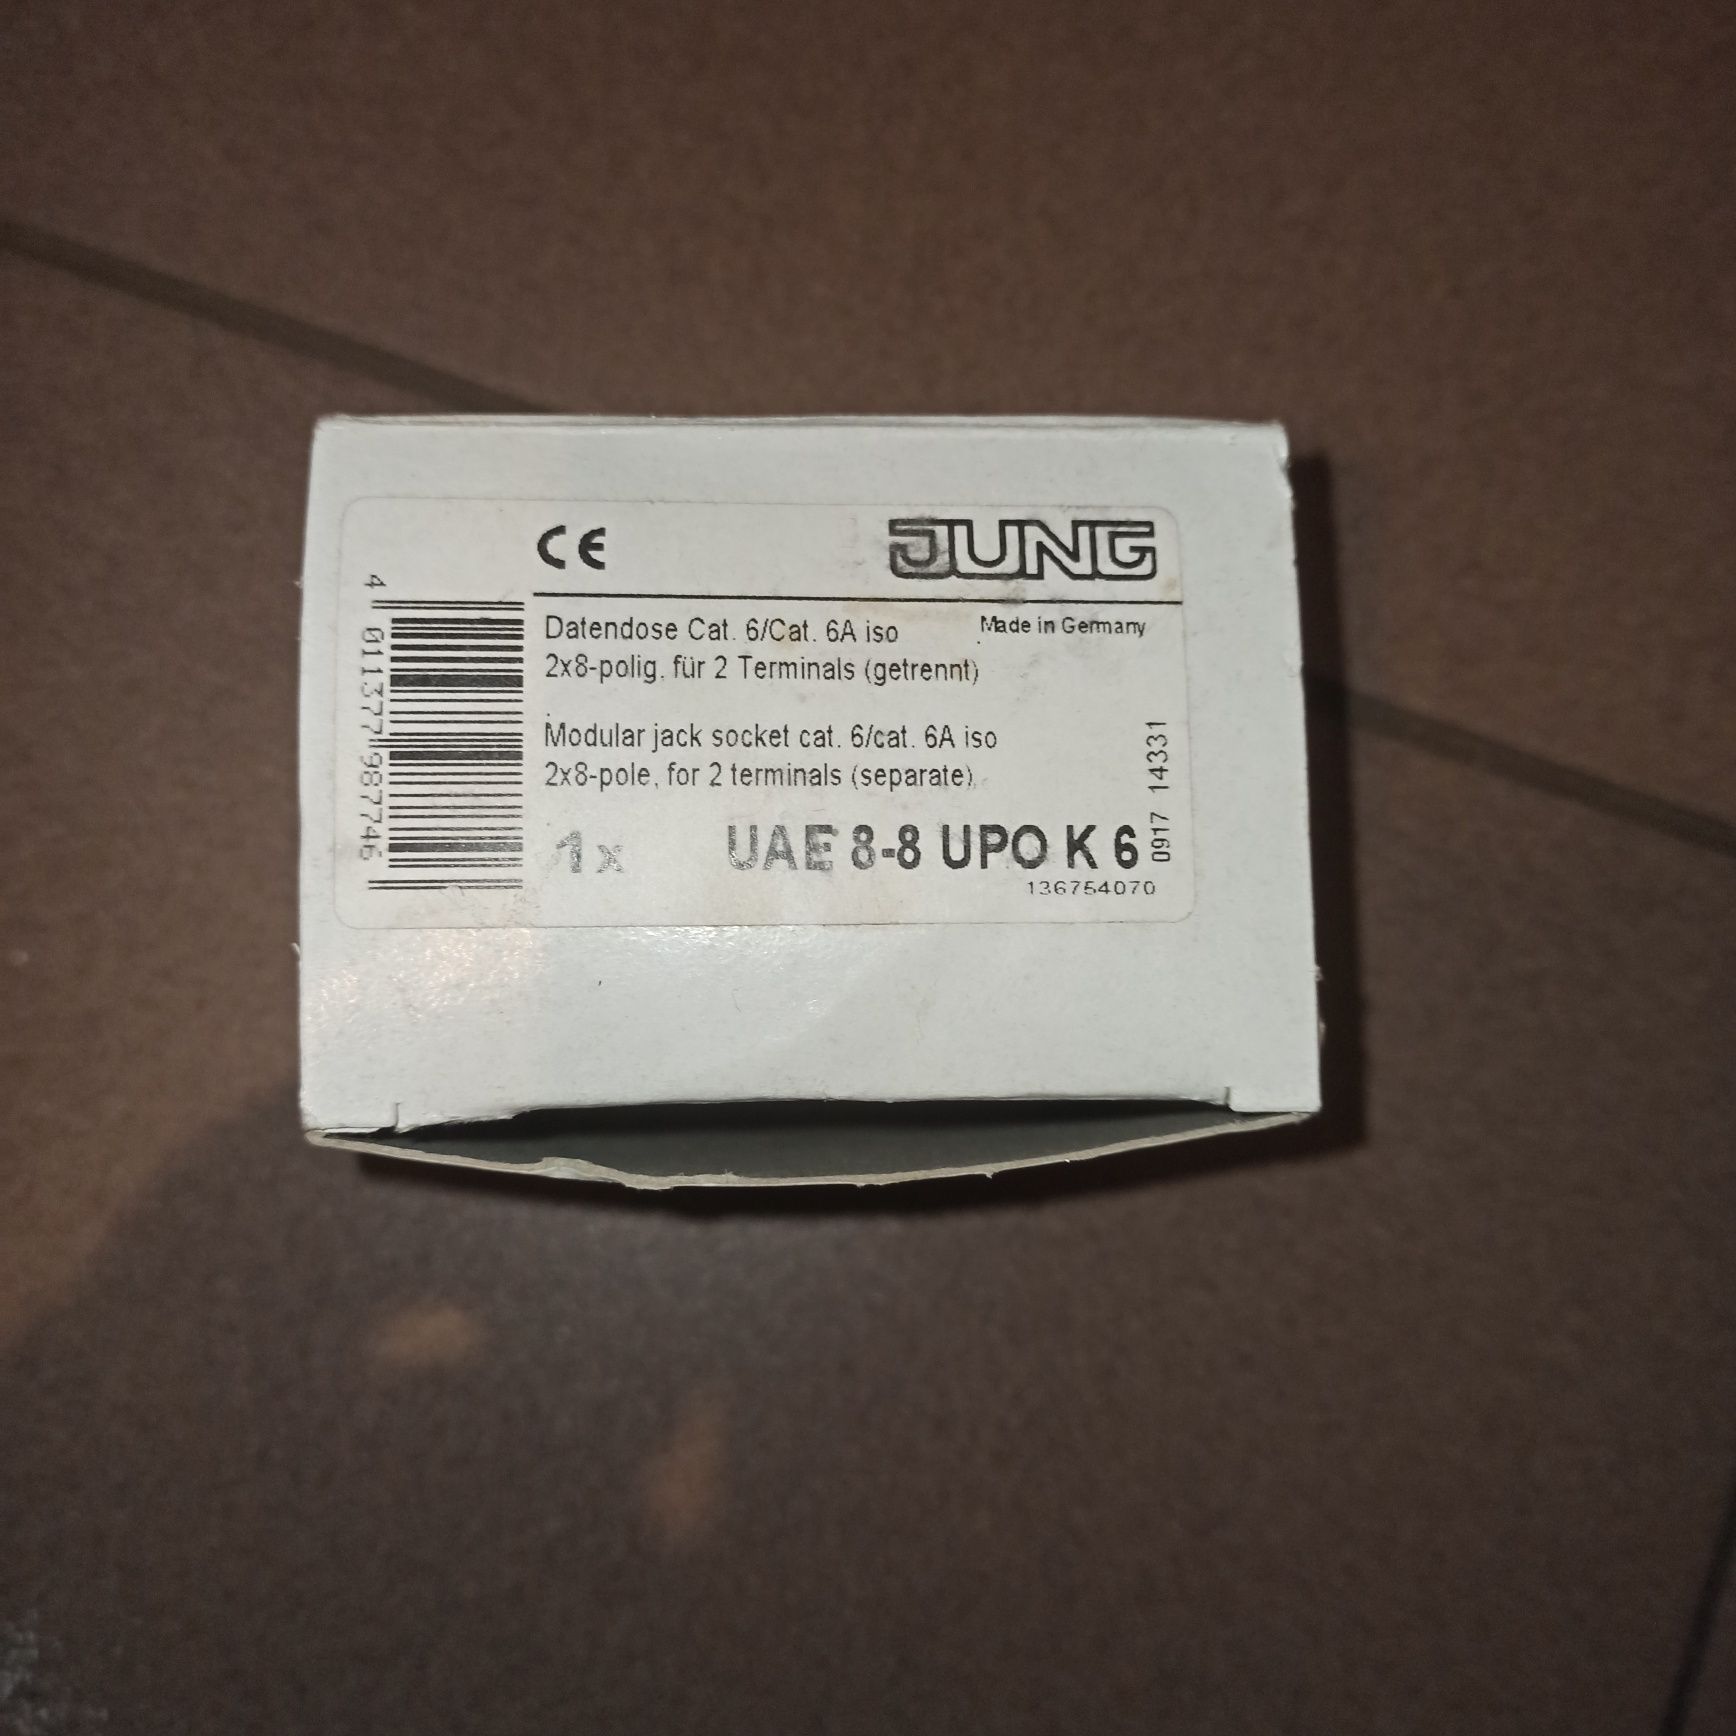 CE
JUNG
Datendose Cat. 6/Cat. 6A iso
Made in Germany
2x8-polig, für 2 Terminals (getrennt)
Modular jack socket cat. 6/cat. 6A iso
2x8-pole, for 2 terminals (separate)
1x UAE 8-8 UPO K 6
136754070
0917 14331
4 011377 987746